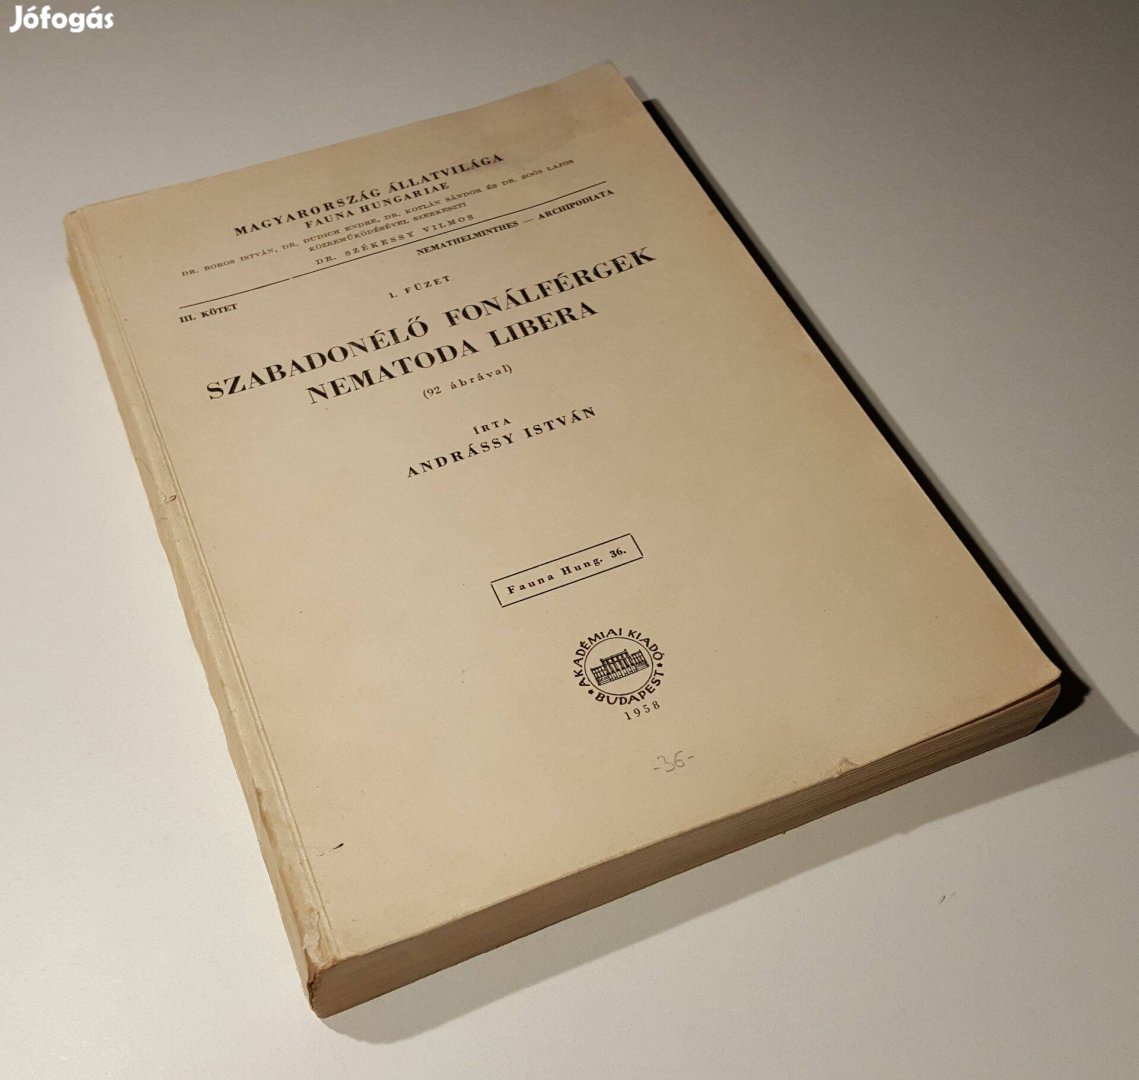 Jófogás
MAGYARORSZÁG ÁLLATVILÁGA
FAUNA HUNGARIAE
DR. BOROS ISTVÁN, DR. DUDICH ENDRE, DR. KOTLÁN SÁNDOR ÉS DR. SOÓS LAJOS
KÖZREMŰKÖDÉSÉVEL SZERKESZTI
DR. SZÉKESSY VILMOS
III. KÖTET
NEMATHELMINTHES — ARCHIPODIATA
1. FÜZET
SZABADONÉLŐ FONÁLFÉRGEK
NEMATODA LIBERA
(92 ábrával)
ÍRTA
ANDRÁSSY ISTVÁN
Fauna Hung. 36.
AKADÉMIAI KIADÓ
BUDAPEST
1958
-36-